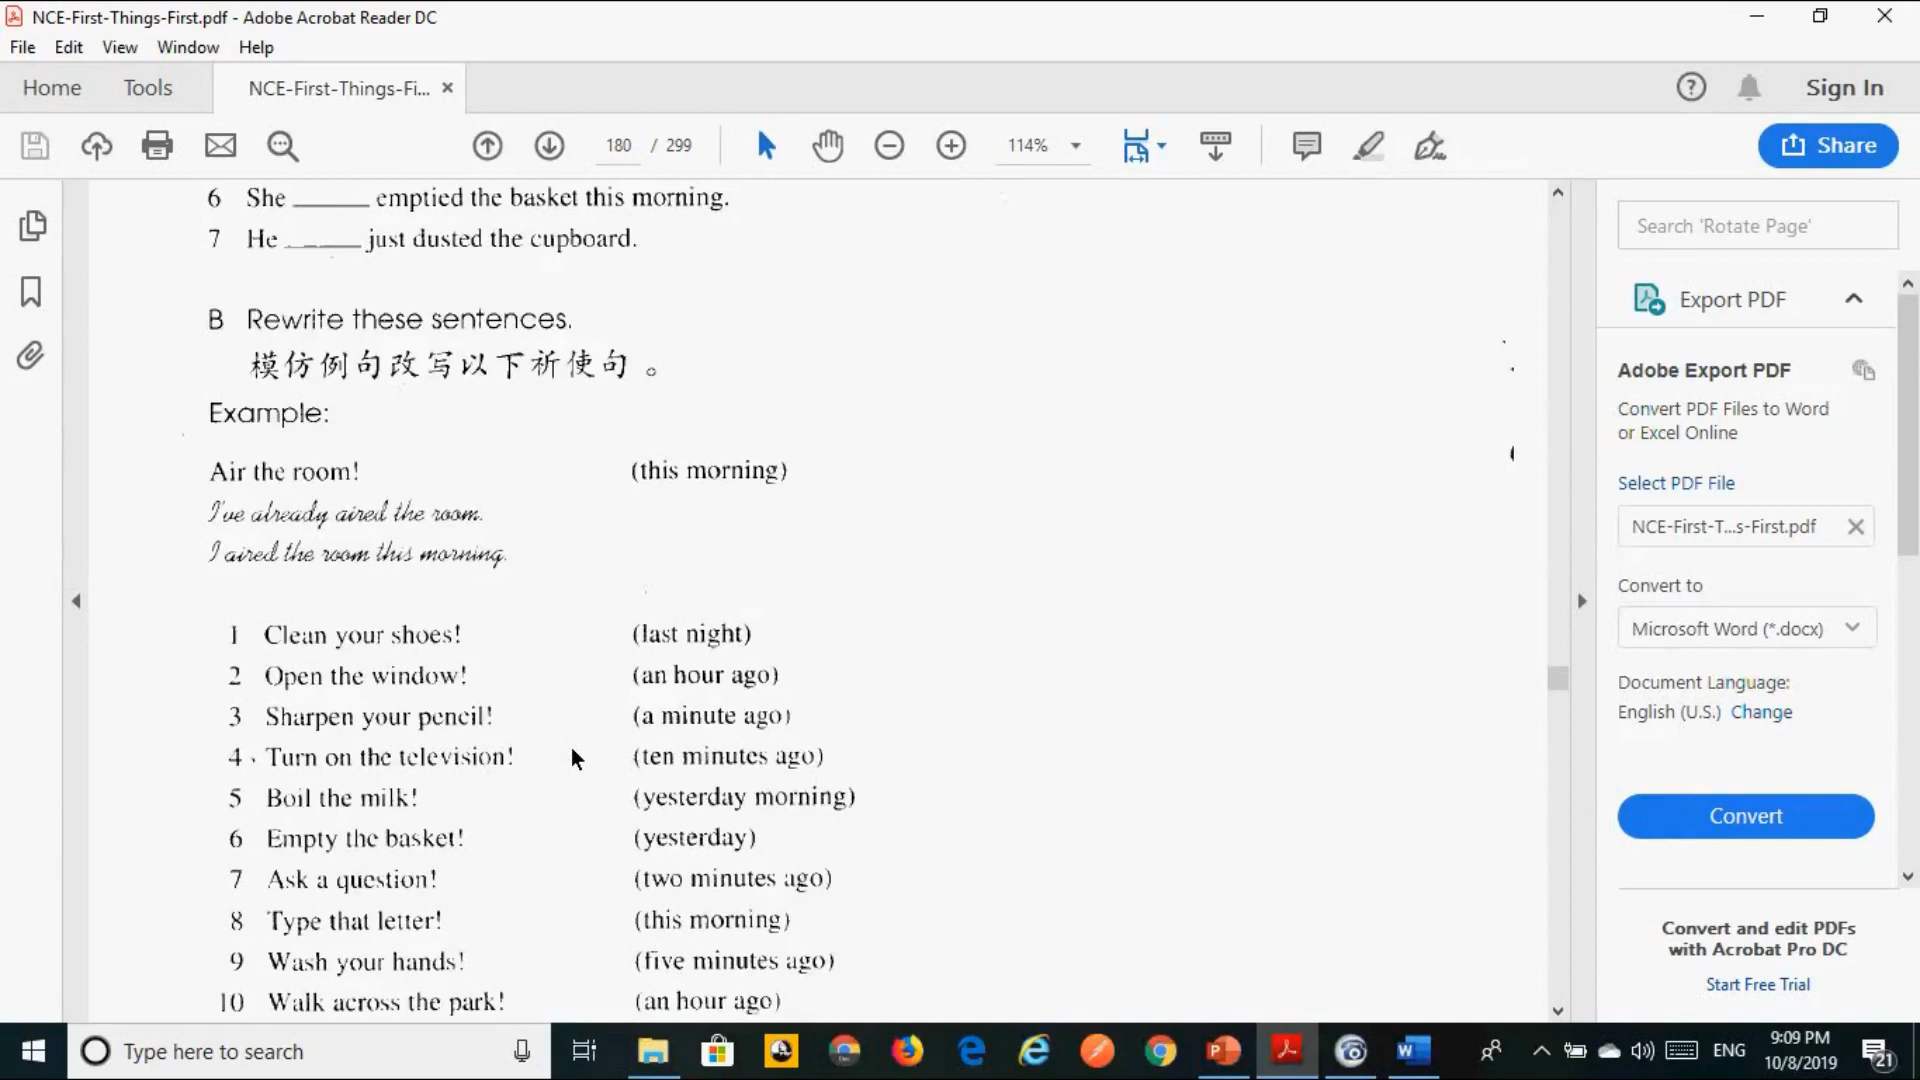 NCE-First-Things-First.pdf - Adobe Acrobat Reader DC
File Edit View Window Help
Home Tools NCE-First-Things-Fi... × Sign In
180 / 299 114% Share
6 She ______ emptied the basket this morning.
7 He ______ just dusted the cupboard.
B Rewrite these sentences.
模仿例句改写以下祈使句。
Example:
Air the room! (this morning)
I've already aired the room.
I aired the room this morning.
1 Clean your shoes! (last night)
2 Open the window! (an hour ago)
3 Sharpen your pencil! (a minute ago)
4 Turn on the television! (ten minutes ago)
5 Boil the milk! (yesterday morning)
6 Empty the basket! (yesterday)
7 Ask a question! (two minutes ago)
8 Type that letter! (this morning)
9 Wash your hands! (five minutes ago)
10 Walk across the park! (an hour ago)
Search 'Rotate Page'
Export PDF
Adobe Export PDF
Convert PDF Files to Word
or Excel Online
Select PDF File
NCE-First-T...s-First.pdf
Convert to
Microsoft Word (*.docx)
Document Language:
English (U.S.) Change
Convert
Convert and edit PDFs
with Acrobat Pro DC
Start Free Trial
Type here to search
ENG
9:09 PM
10/8/2019
21